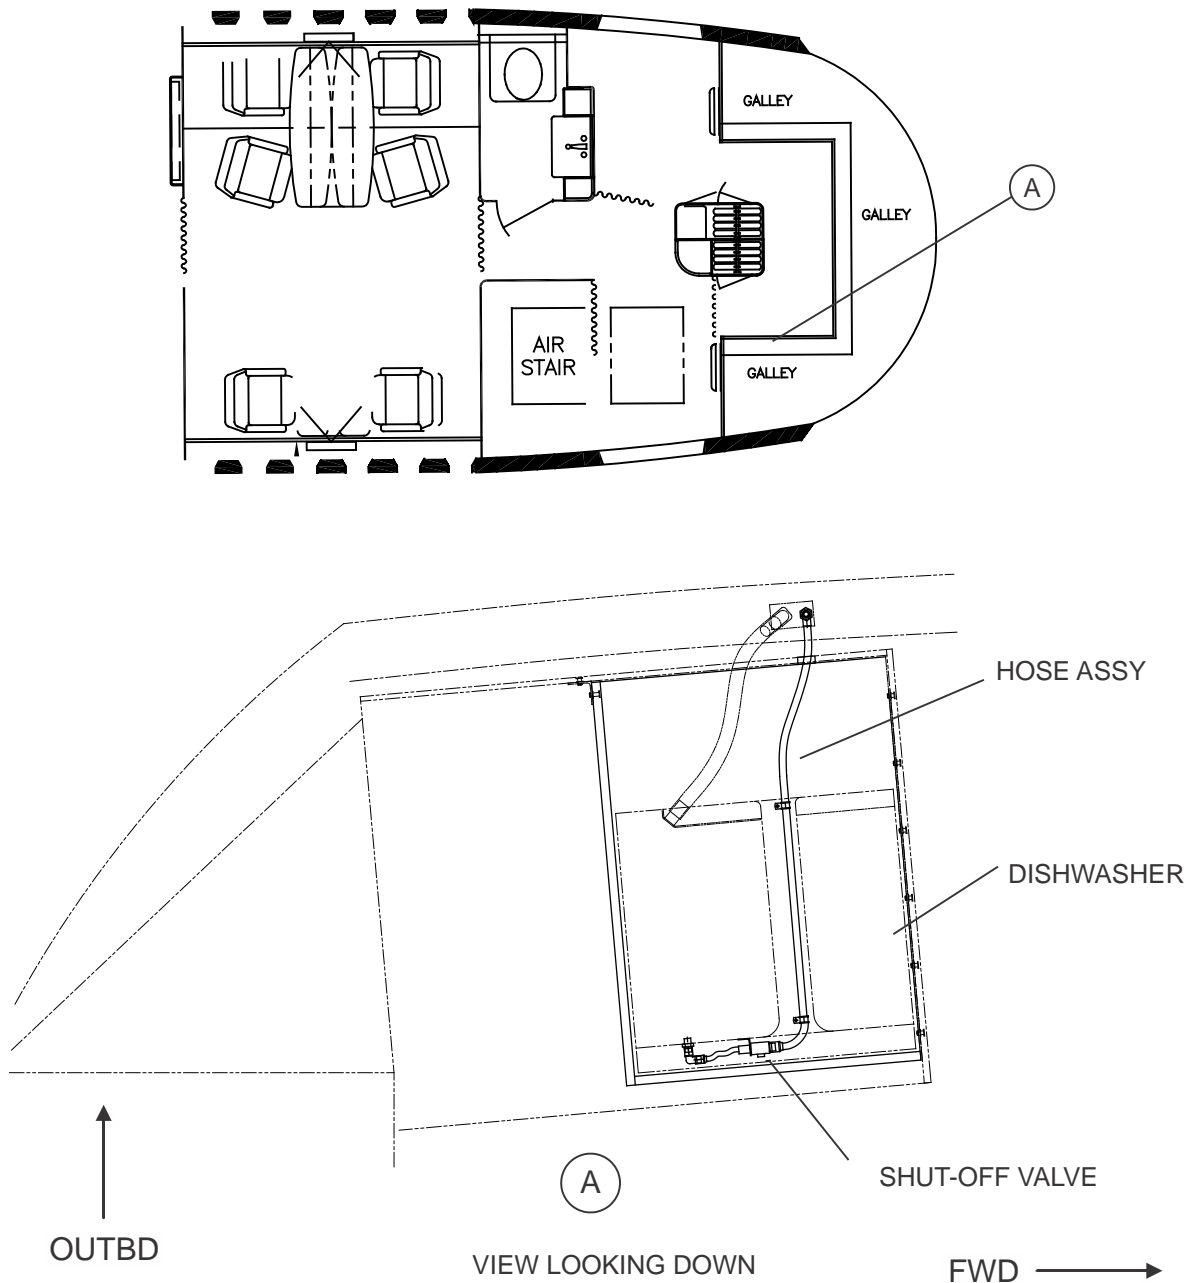 GALLEY
A
GALLEY
AIR
STAIR
GALLEY
HOSE ASSY
DISHWASHER
SHUT-OFF VALVE
A
OUTBD
VIEW LOOKING DOWN
FWD